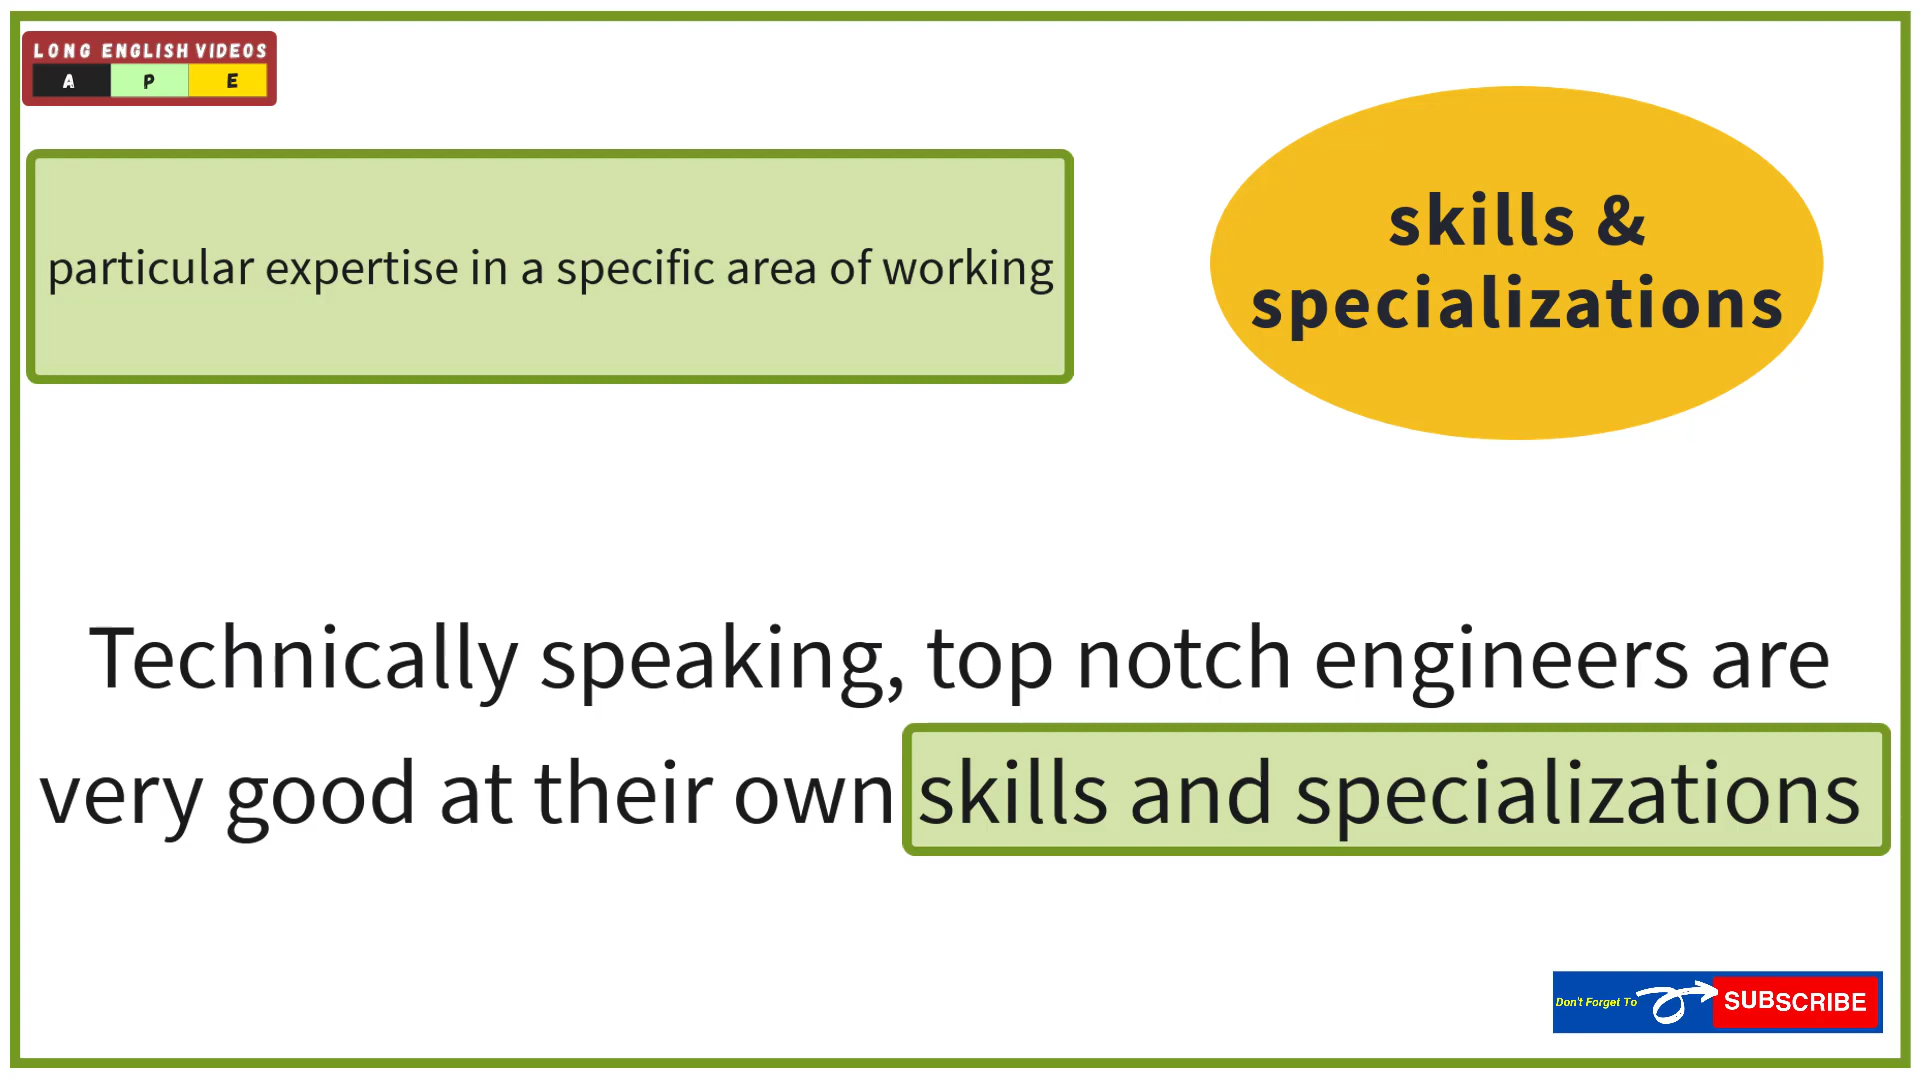 LONG ENGLISH VIDEOS
A P E
particular expertise in a specific area of working
skills &
specializations
Technically speaking, top notch engineers are
very good at their own skills and specializations
Don't Forget To SUBSCRIBE